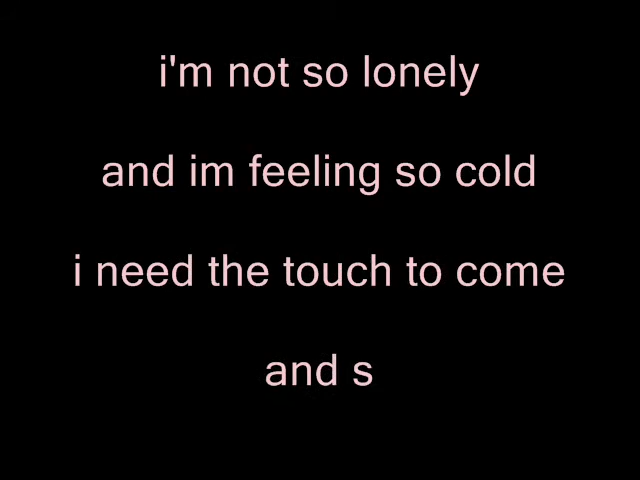 i'm not so lonely
and im feeling so cold
i need the touch to come
and s